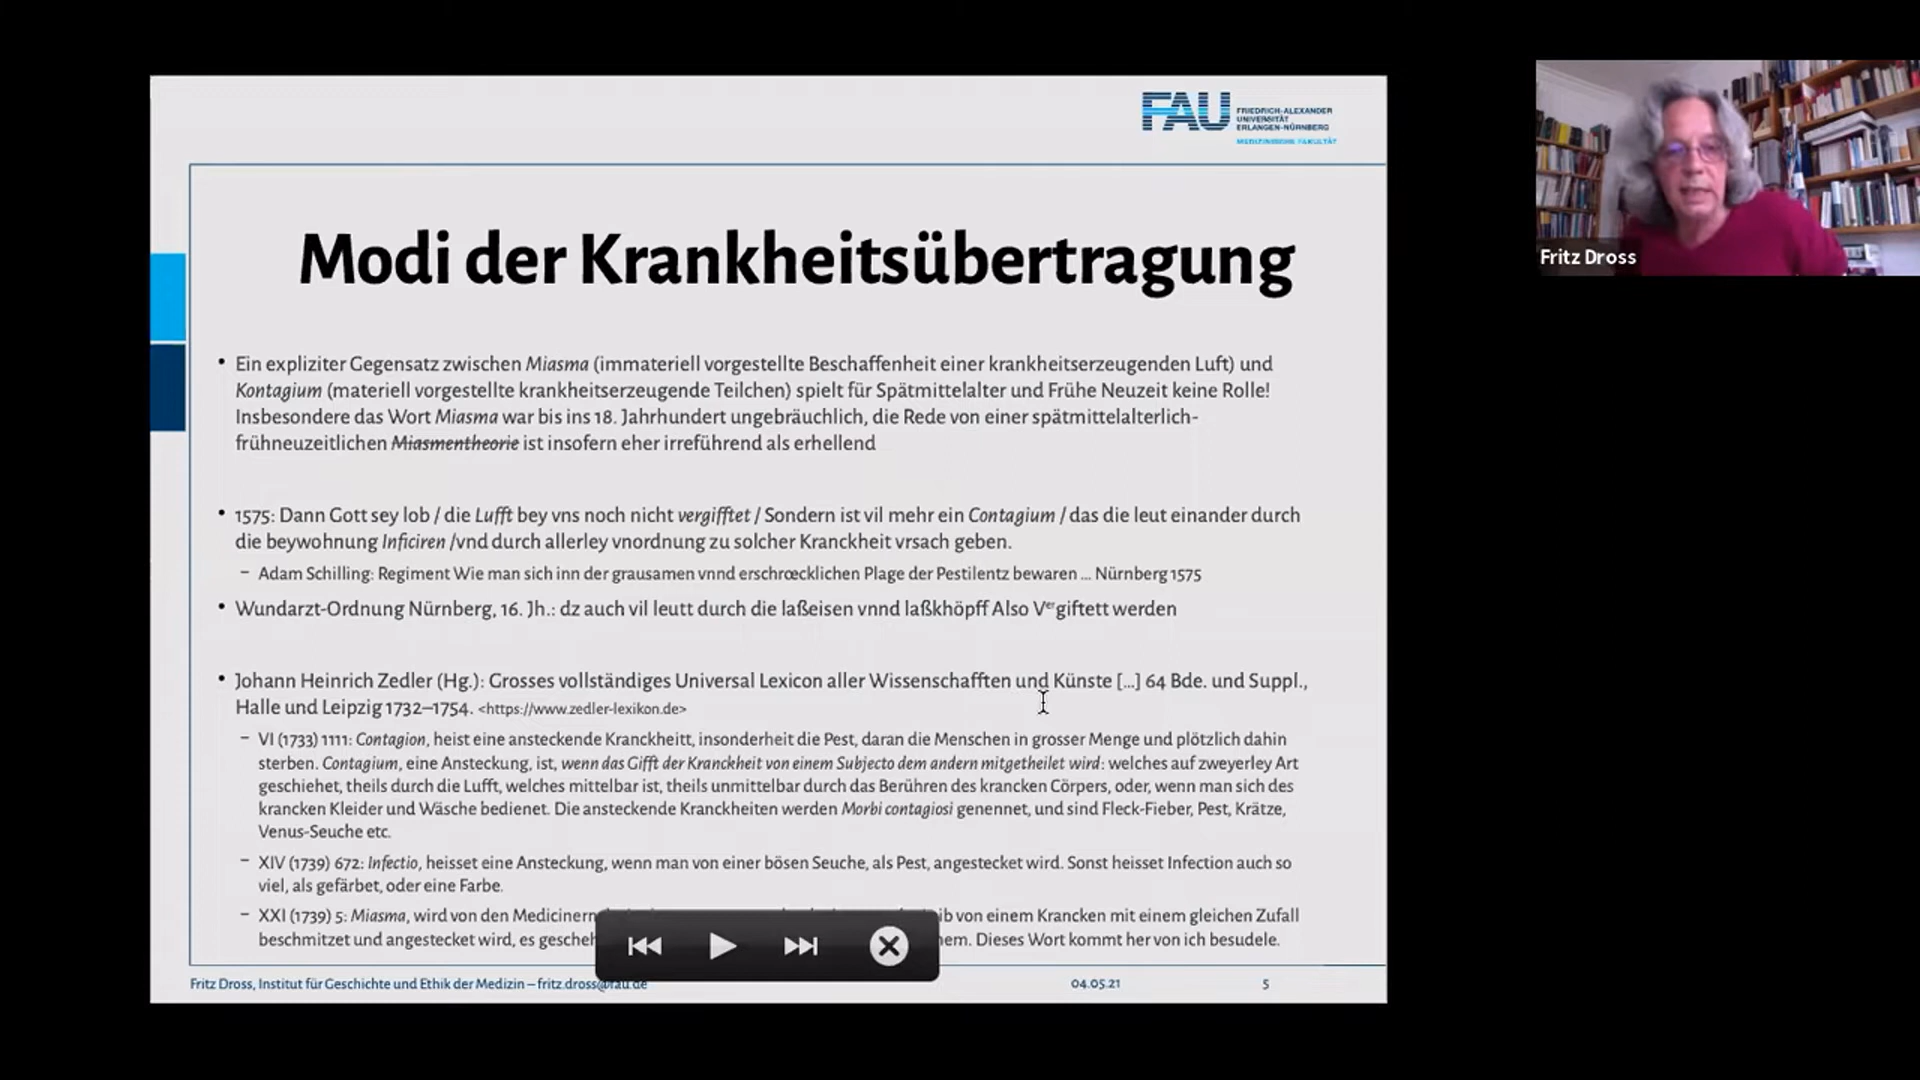 FAU
FRIEDRICH-ALEXANDER
UNIVERSITÄT
ERLANGEN-NÜRNBERG
MEDIZINISCHE FAKULTÄT
Fritz Dross
Modi der Krankheitsübertragung
• Ein expliziter Gegensatz zwischen Miasma (immateriell vorgestellte Beschaffenheit einer krankheitserzeugenden Luft) und
Kontagium (materiell vorgestellte krankheitserzeugende Teilchen) spielt für Spätmittelalter und Frühe Neuzeit keine Rolle!
Insbesondere das Wort Miasma war bis ins 18. Jahrhundert ungebräuchlich, die Rede von einer spätmittelalterlich-
frühneuzeitlichen Miasmentheorie ist insofern eher irreführend als erhellend
• 1575: Dann Gott sey lob / die Lufft bey vns noch nicht vergifftet / Sondern ist vil mehr ein Contagium / das die leut einander durch
die beywohnung Inficiren /vnd durch allerley vnordnung zu solcher Kranckheit vrsach geben.
– Adam Schilling: Regiment Wie man sich inn der grausamen vnnd erschrœcklichen Plage der Pestilentz bewaren ... Nürnberg 1575
• Wundarzt-Ordnung Nürnberg, 16. Jh.: dz auch vil leutt durch die laßeisen vnnd laßkhöpff Also Vergiftett werden
• Johann Heinrich Zedler (Hg.): Grosses vollständiges Universal Lexicon aller Wissenschafften und Künste [...] 64 Bde. und Suppl.,
Halle und Leipzig 1732–1754. <https://www.zedler-lexikon.de>
– VI (1733) 1111: Contagion, heist eine ansteckende Kranckheitt, insonderheit die Pest, daran die Menschen in grosser Menge und plötzlich dahin
sterben. Contagium, eine Ansteckung, ist, wenn das Gifft der Kranckheit von einem Subjecto dem andern mitgetheilet wird: welches auf zweyerley Art
geschiehet, theils durch die Lufft, welches mittelbar ist, theils unmittelbar durch das Berühren des krancken Cörpers, oder, wenn man sich des
krancken Kleider und Wäsche bedienet. Die ansteckende Kranckheiten werden Morbi contagiosi genennet, und sind Fleck-Fieber, Pest, Krätze,
Venus-Seuche etc.
– XIV (1739) 672: Infectio, heisset eine Ansteckung, wenn man von einer bösen Seuche, als Pest, angestecket wird. Sonst heisset Infection auch so
viel, als gefärbet, oder eine Farbe.
– XXI (1739) 5: Miasma, wird von den Medicinern von einem Krancken mit einem gleichen Zufall
beschmitzet und angestecket wird, es Dieses Wort kommt her von ich besudele.
Fritz Dross, Institut für Geschichte und Ethik der Medizin – fritz.dross@fau.de 04.05.21 5